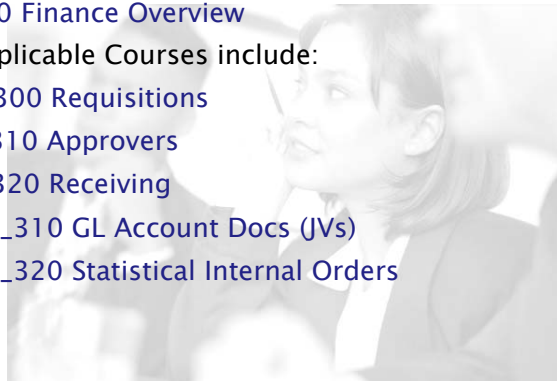 0 Finance Overview
plicable Courses include:
300 Requisitions
310 Approvers
320 Receiving
_310 GL Account Docs (JVs)
_320 Statistical Internal Orders